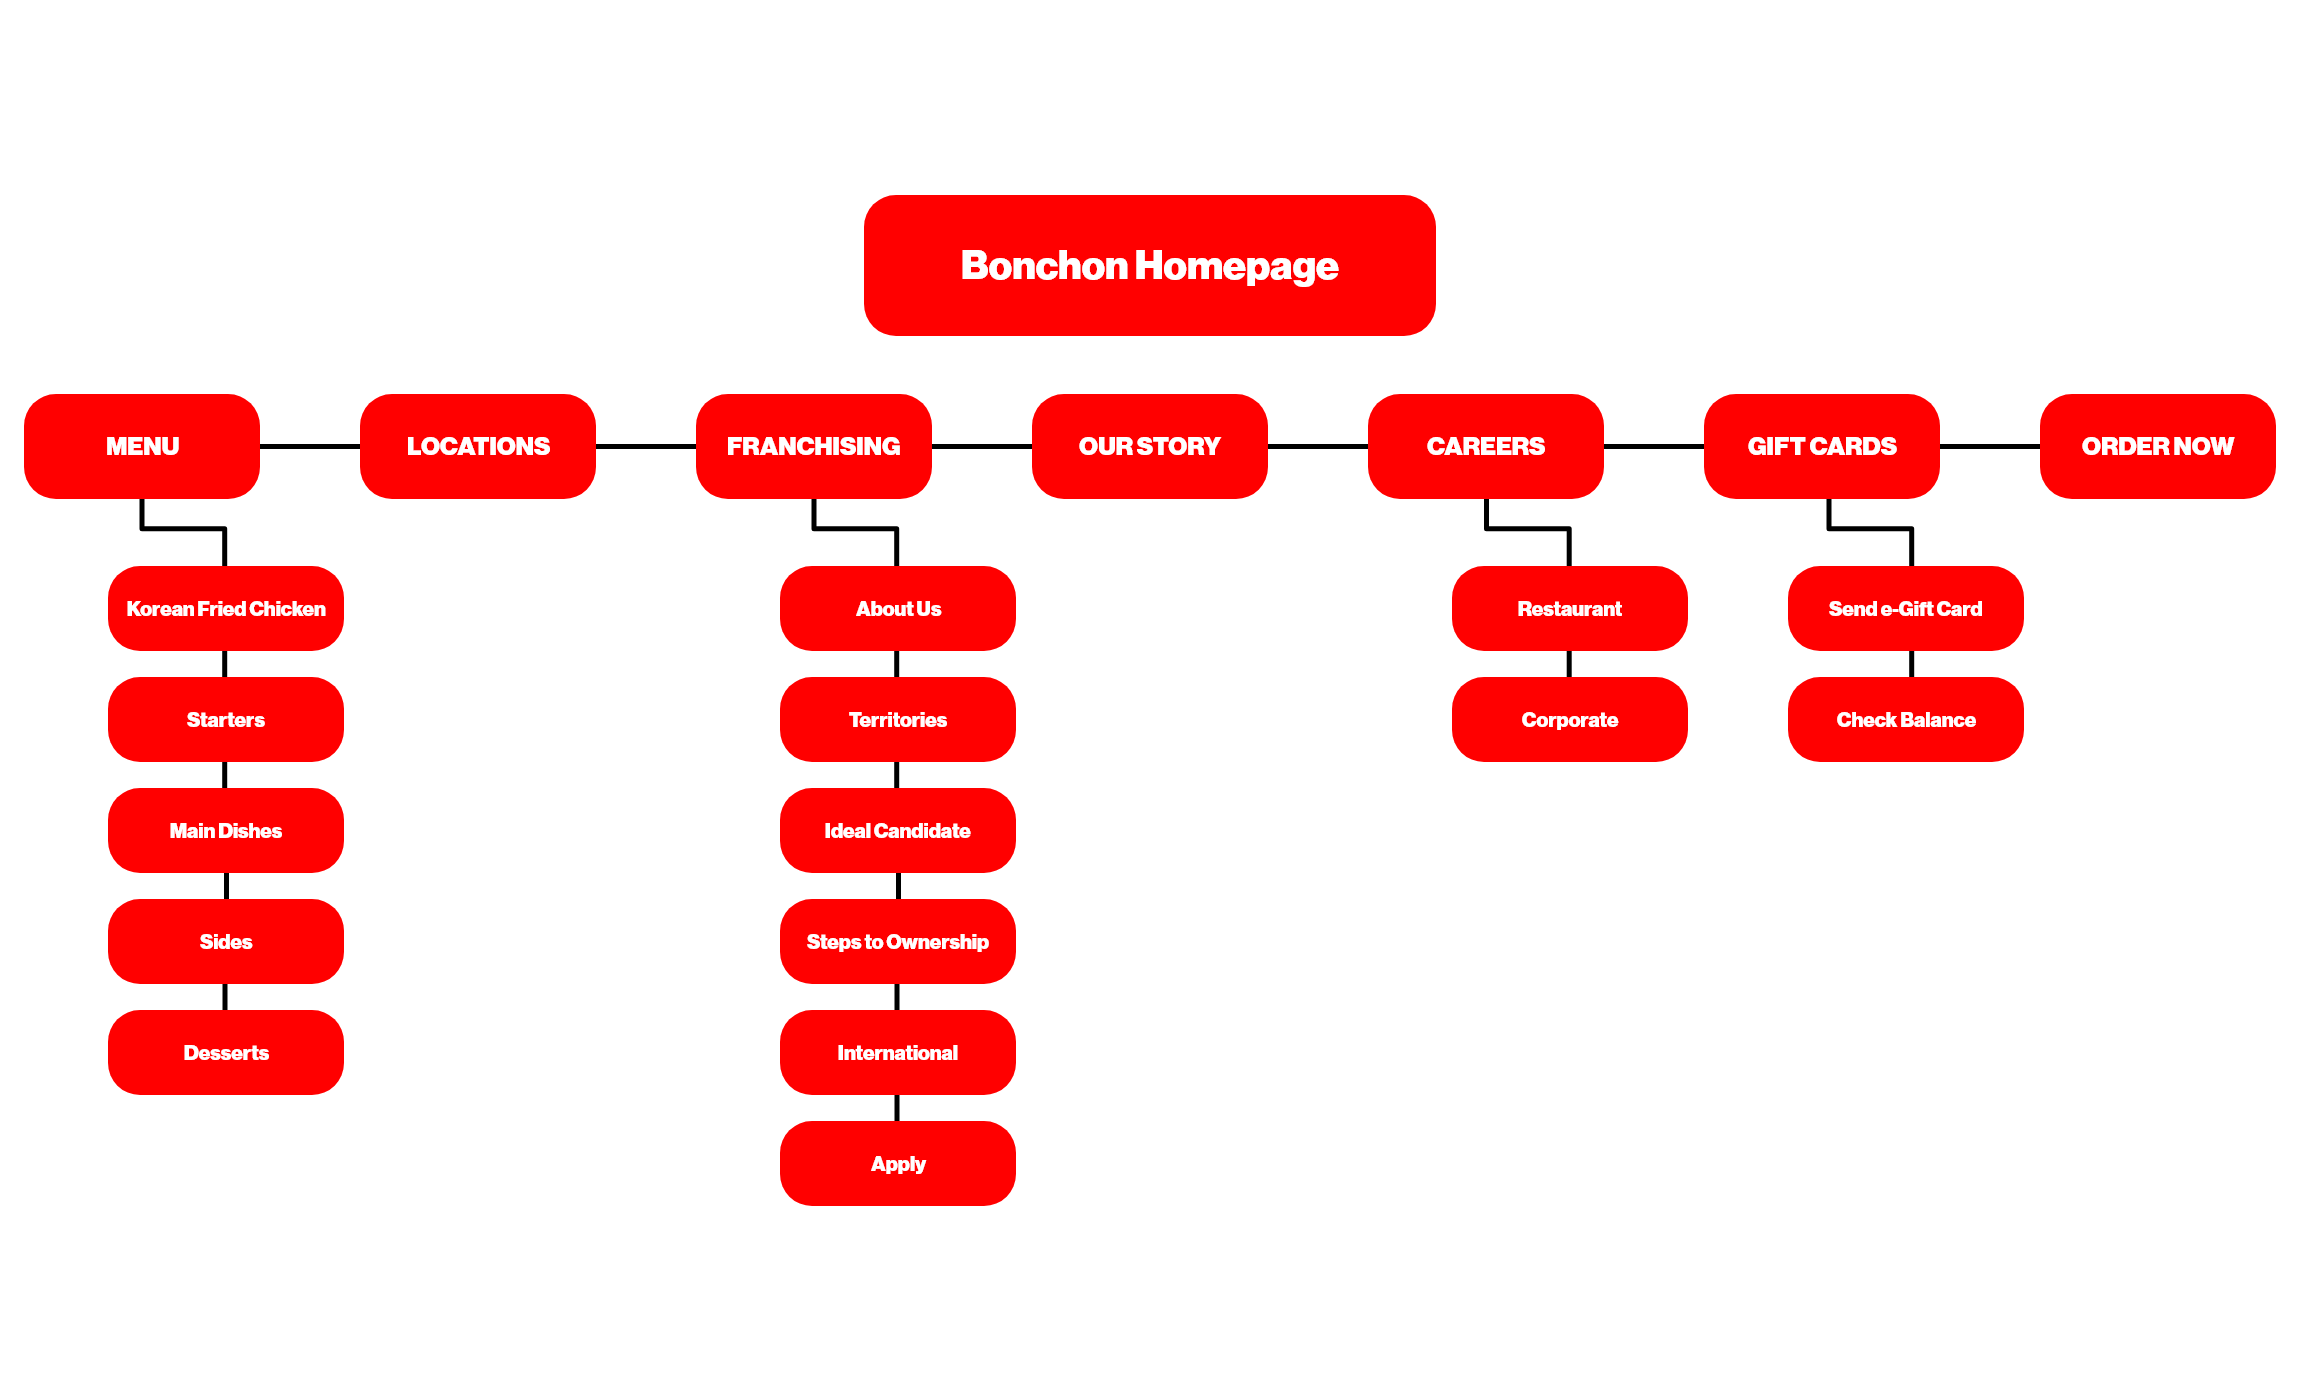 Bonchon Homepage
MENU
LOCATIONS
FRANCHISING
OUR STORY
CAREERS
GIFT CARDS
ORDER NOW
Korean Fried Chicken
Starters
Main Dishes
Sides
Desserts
About Us
Territories
Ideal Candidate
Steps to Ownership
International
Apply
Restaurant
Corporate
Send e-Gift Card
Check Balance